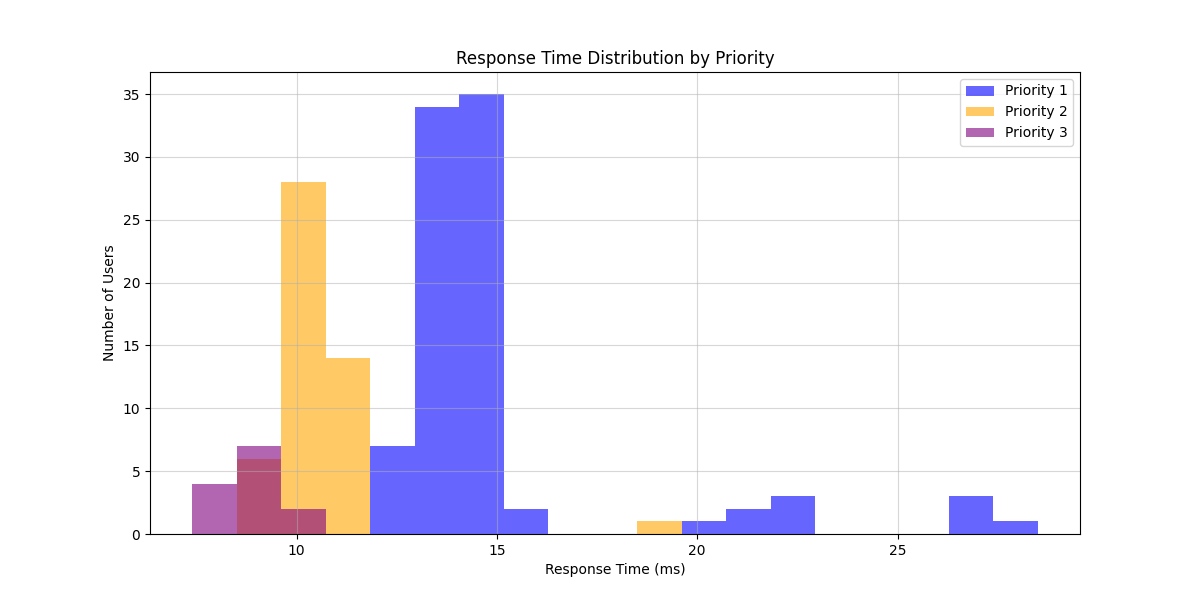 Response Time Distribution by Priority
Priority 1
Priority 2
Priority 3
Number of Users
35
30
25
20
15
10
5
0
10
15
20
25
Response Time (ms)